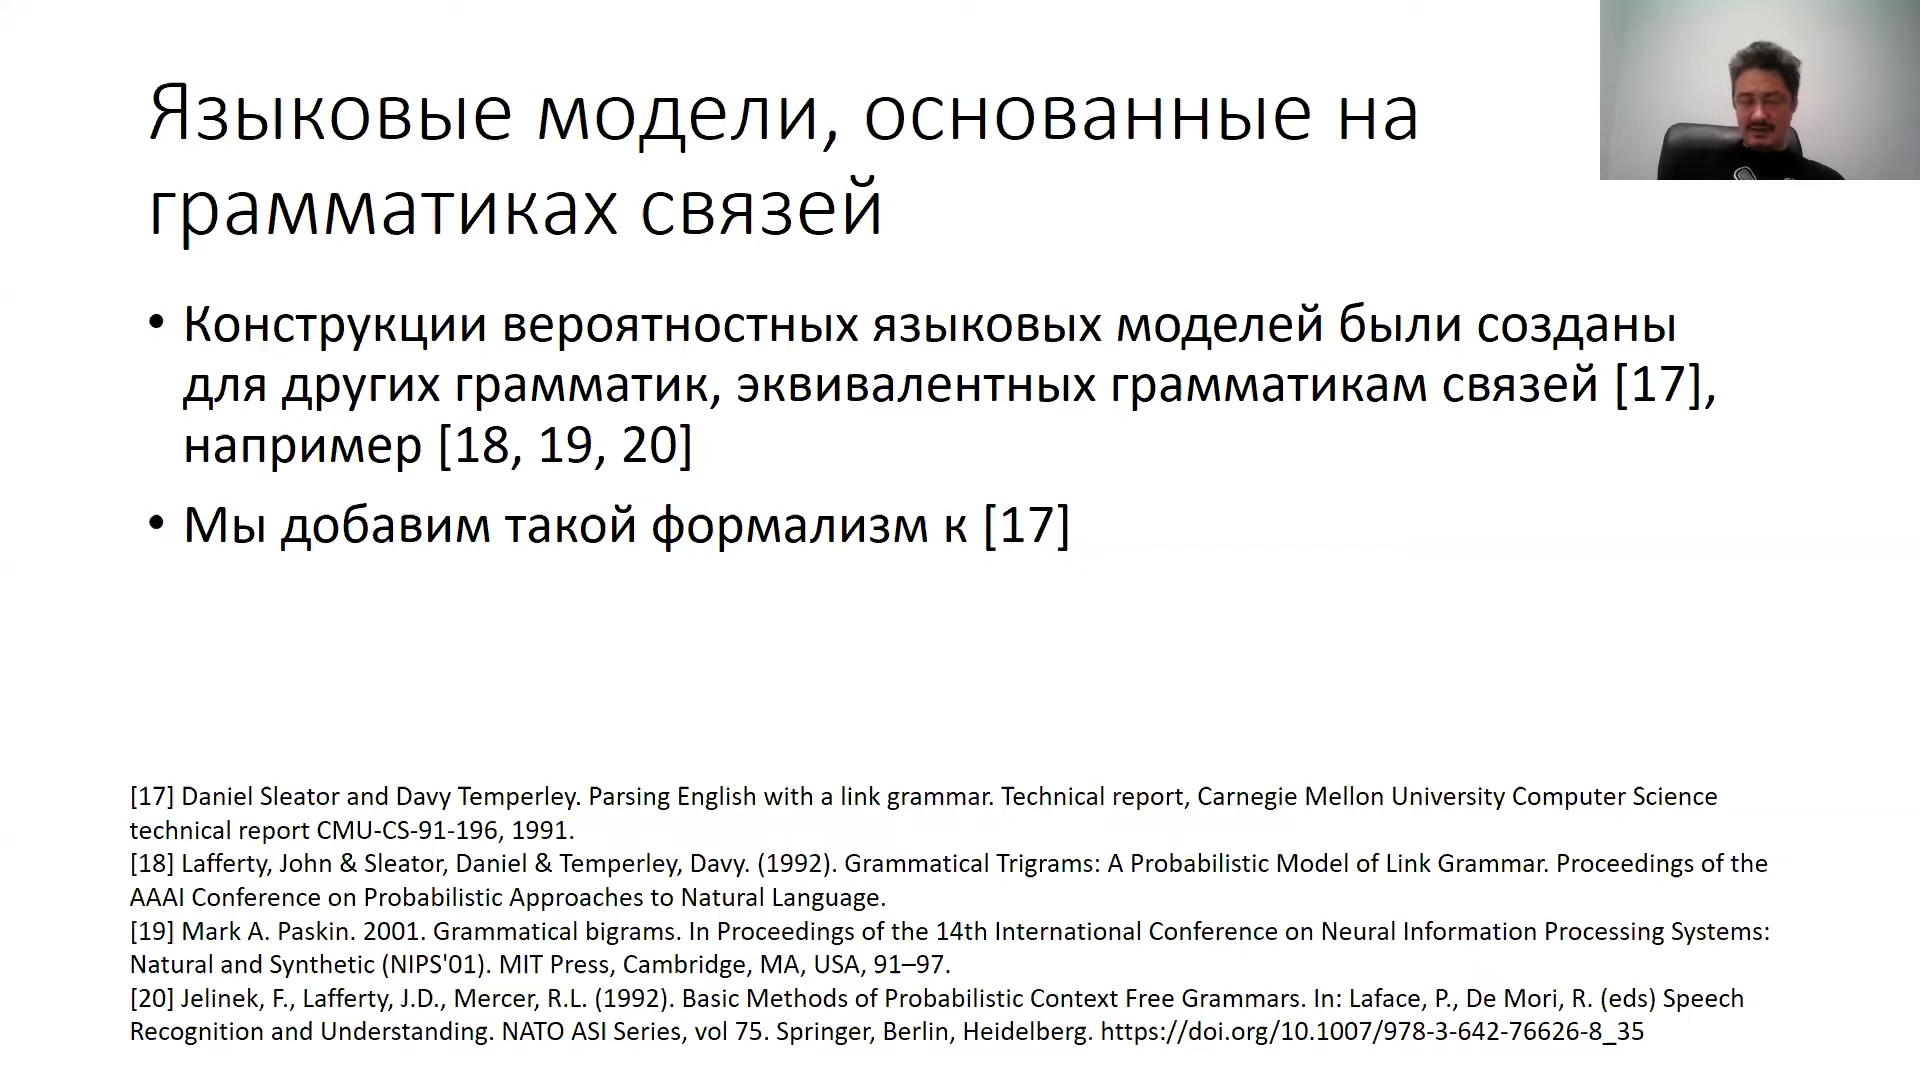 Языковые модели, основанные на
грамматиках связей
• Конструкции вероятностных языковых моделей были созданы
для других грамматик, эквивалентных грамматикам связей [17],
например [18, 19, 20]
• Мы добавим такой формализм к [17]
[17] Daniel Sleator and Davy Temperley. Parsing English with a link grammar. Technical report, Carnegie Mellon University Computer Science
technical report CMU-CS-91-196, 1991.
[18] Lafferty, John & Sleator, Daniel & Temperley, Davy. (1992). Grammatical Trigrams: A Probabilistic Model of Link Grammar. Proceedings of the
AAAI Conference on Probabilistic Approaches to Natural Language.
[19] Mark A. Paskin. 2001. Grammatical bigrams. In Proceedings of the 14th International Conference on Neural Information Processing Systems:
Natural and Synthetic (NIPS'01). MIT Press, Cambridge, MA, USA, 91–97.
[20] Jelinek, F., Lafferty, J.D., Mercer, R.L. (1992). Basic Methods of Probabilistic Context Free Grammars. In: Laface, P., De Mori, R. (eds) Speech
Recognition and Understanding. NATO ASI Series, vol 75. Springer, Berlin, Heidelberg. https://doi.org/10.1007/978-3-642-76626-8_35